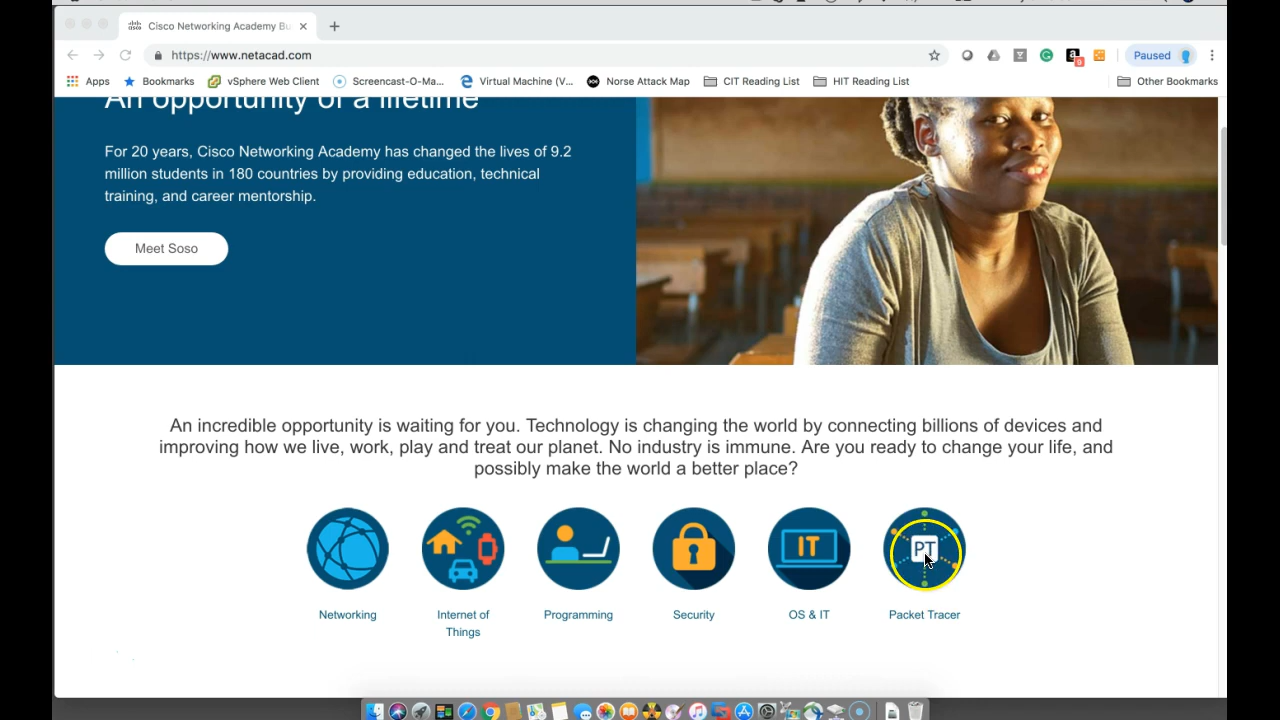 Cisco Networking Academy Bu
https://www.netacad.com
Paused
Apps
Bookmarks
vSphere Web Client
Screencast-O-Ma...
Virtual Machine (V...
Norse Attack Map
CIT Reading List
HIT Reading List
Other Bookmarks
An opportunity of a lifetime
For 20 years, Cisco Networking Academy has changed the lives of 9.2
million students in 180 countries by providing education, technical
training, and career mentorship.
Meet Soso
An incredible opportunity is waiting for you. Technology is changing the world by connecting billions of devices and
improving how we live, work, play and treat our planet. No industry is immune. Are you ready to change your life, and
possibly make the world a better place?
IT
PT
Networking
Internet of
Things
Programming
Security
OS & IT
Packet Tracer